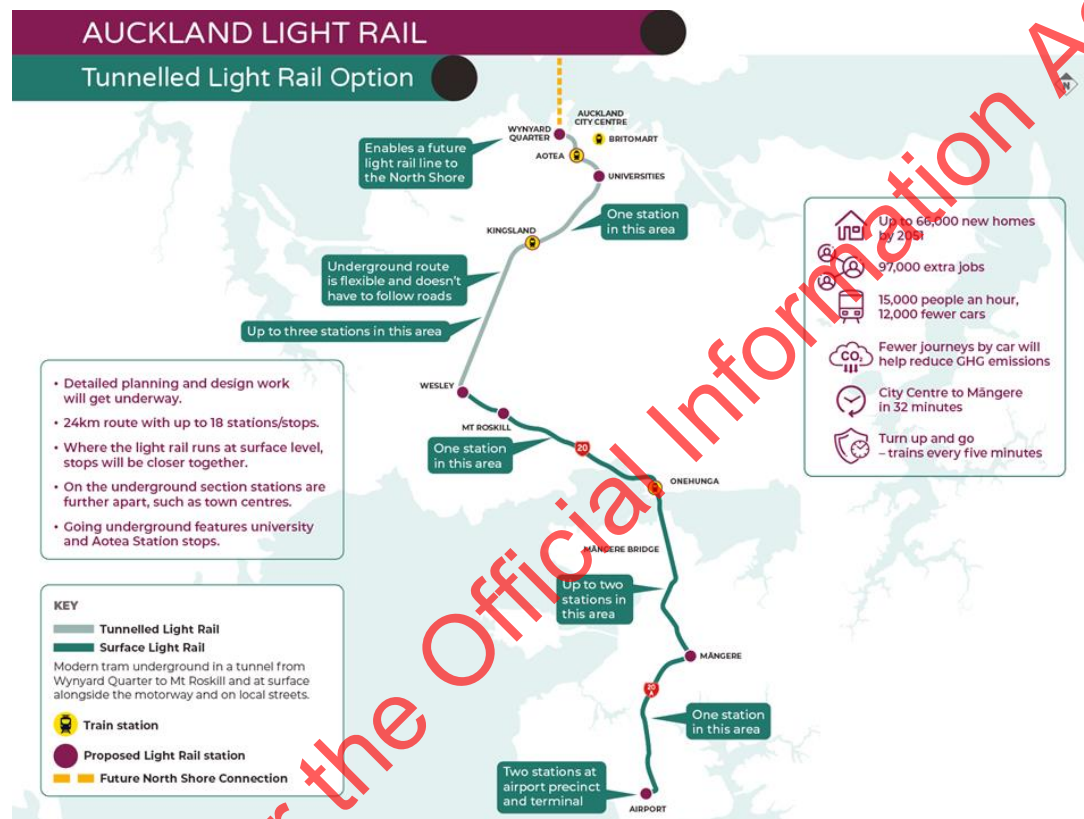 AUCKLAND LIGHT RAIL
Tunnelled Light Rail Option
N
AUCKLAND
CITY CENTRE
WYNYARD
QUARTER
BRITOMART
AOTEA
UNIVERSITIES
Enables a future
light rail line to
the North Shore
One station
in this area
KINGSLAND
Underground route
is flexible and doesn't
have to follow roads
Up to three stations in this area
Up to 66,000 new homes
by 2051
97,000 extra jobs
15,000 people an hour,
12,000 fewer cars
CO₂
Fewer journeys by car will
help reduce GHG emissions
City Centre to Māngere
in 32 minutes
Turn up and go
– trains every five minutes
• Detailed planning and design work
will get underway.
• 24km route with up to 18 stations/stops.
• Where the light rail runs at surface level,
stops will be closer together.
• On the underground section stations are
further apart, such as town centres.
• Going underground features university
and Aotea Station stops.
WESLEY
MT ROSKILL
One station
in this area
20
ONEHUNGA
MĀNGERE BRIDGE
Up to two
stations in
this area
MĀNGERE
20
A
One station
in this area
Two stations at
airport precinct
and terminal
AIRPORT
KEY
Tunnelled Light Rail
Surface Light Rail
Modern tram underground in a tunnel from
Wynyard Quarter to Mt Roskill and at surface
alongside the motorway and on local streets.
Train station
Proposed Light Rail station
Future North Shore Connection
the Official Information